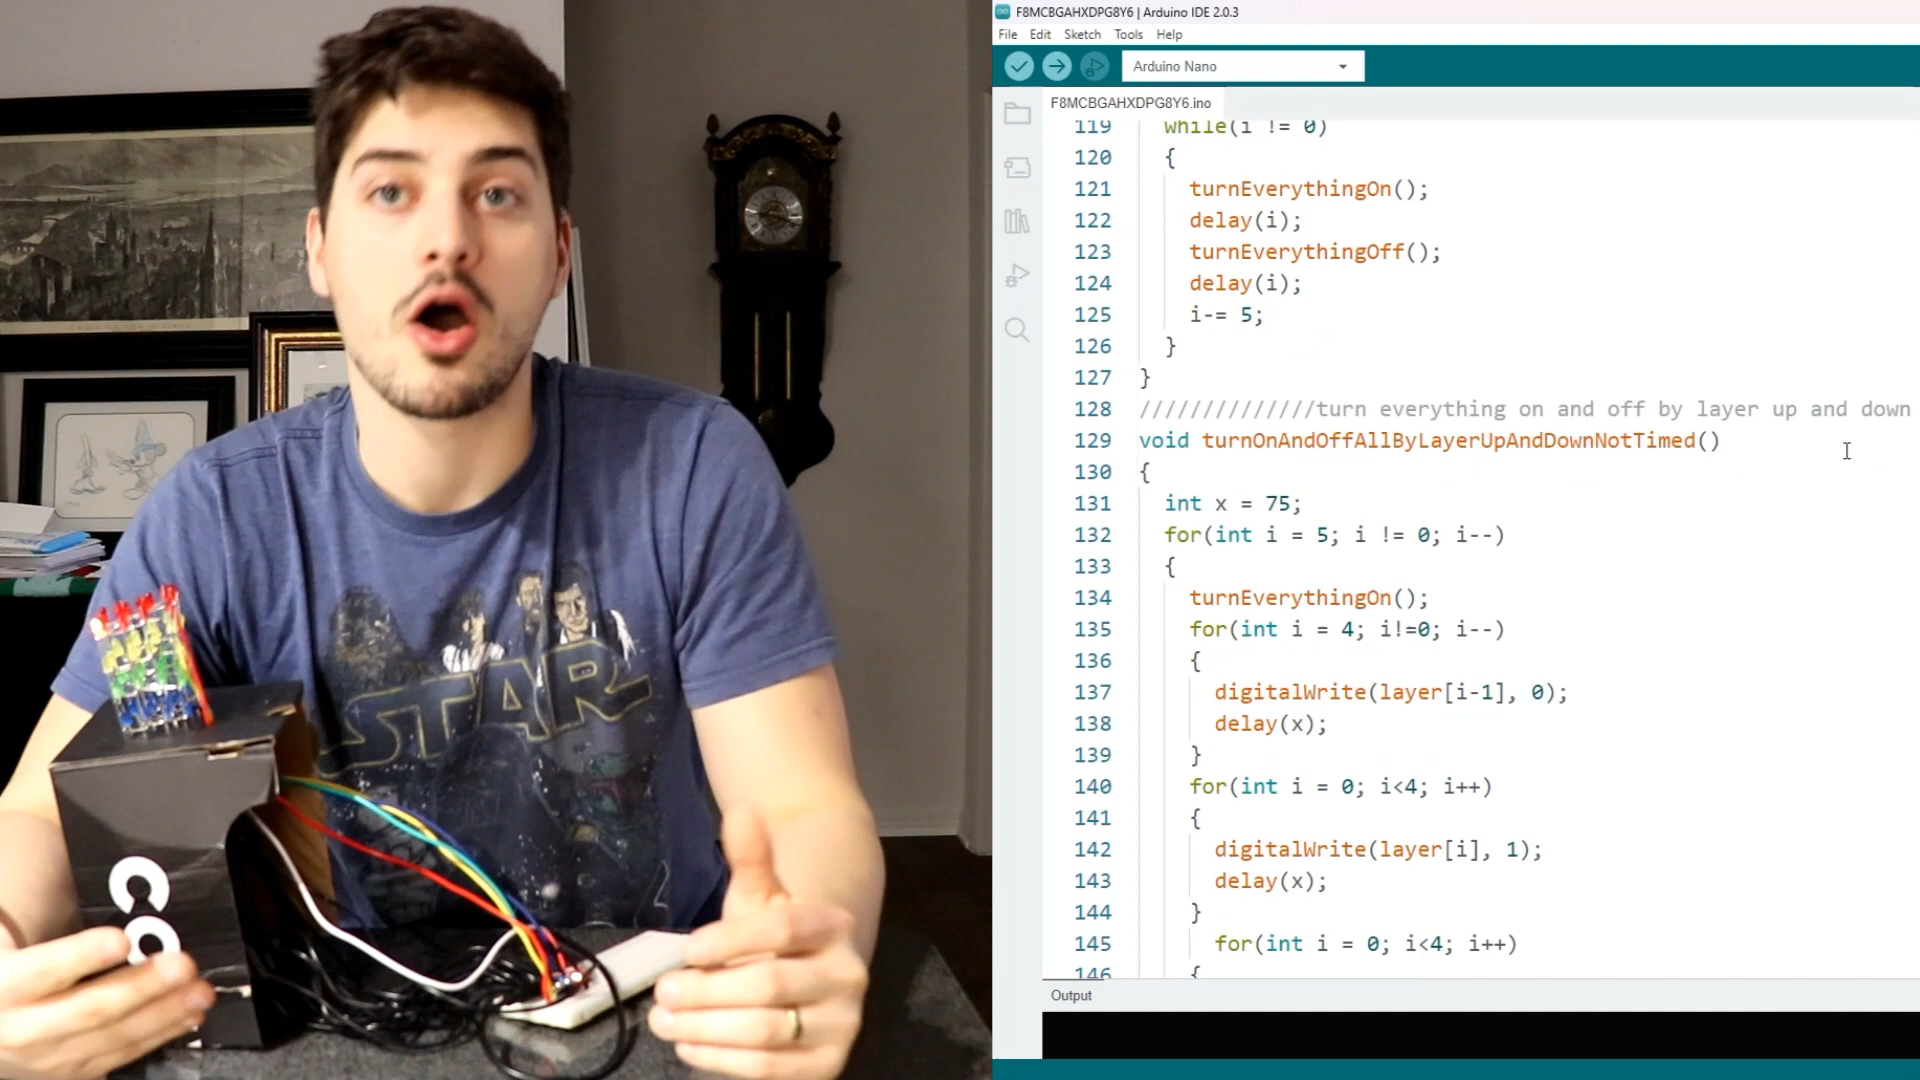 STAR
F8MCBGAHXDPG8Y6 | Arduino IDE 2.0.3
File Edit Sketch Tools Help
Arduino Nano
F8MCBGAHXDPG8Y6.ino
119 while(i != 0)
120 {
121 turnEverythingOn();
122 delay(i);
123 turnEverythingOff();
124 delay(i);
125 i-= 5;
126 }
127 }
128 //////////////turn everything on and off by layer up and down
129 void turnOnAndOffAllByLayerUpAndDownNotTimed()
130 {
131 int x = 75;
132 for(int i = 5; i != 0; i--)
133 {
134 turnEverythingOn();
135 for(int i = 4; i!=0; i--)
136 {
137 digitalWrite(layer[i-1], 0);
138 delay(x);
139 }
140 for(int i = 0; i<4; i++)
141 {
142 digitalWrite(layer[i], 1);
143 delay(x);
144 }
145 for(int i = 0; i<4; i++)
146 {
Output